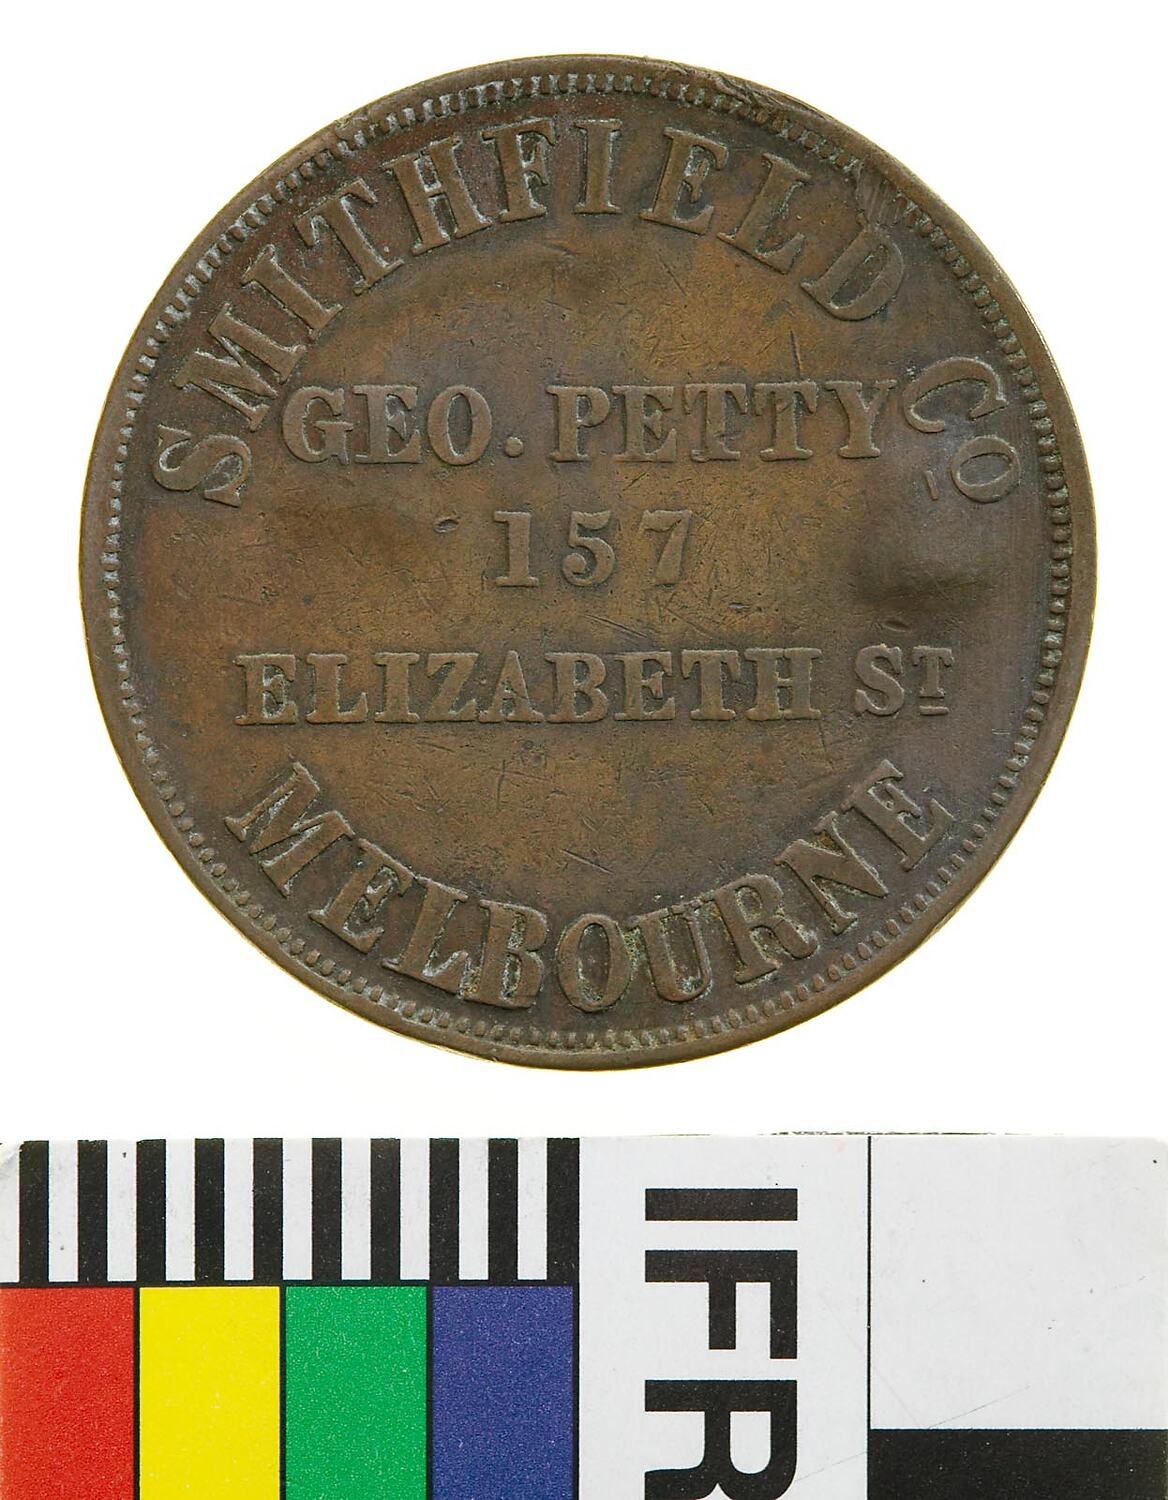 SMITHFIELD Co
GEO. PETTY
157
ELIZABETH ST
MELBOURNE
IFR